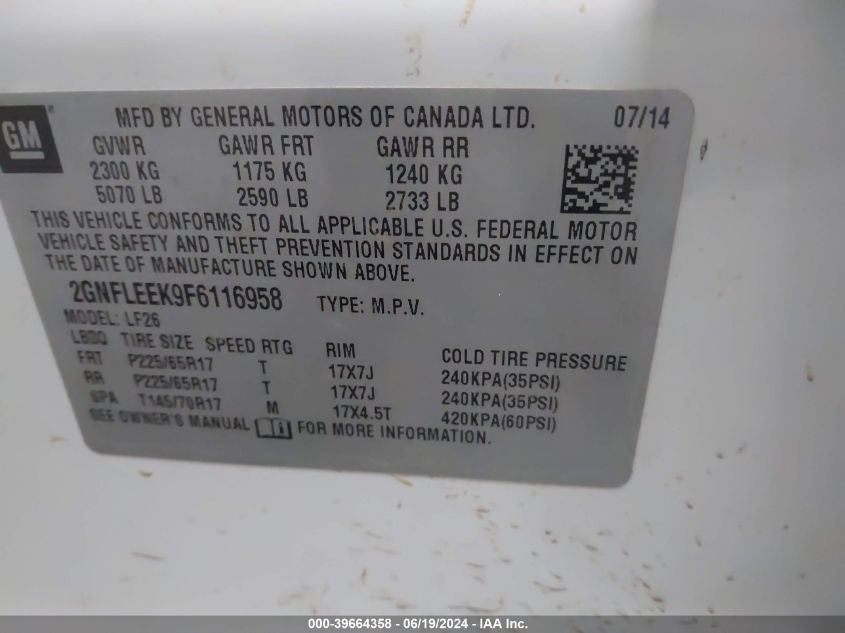 GM
MFD BY GENERAL MOTORS OF CANADA LTD. 07/14
GVWR GAWR FRT GAWR RR
2300 KG 1175 KG 1240 KG
5070 LB 2590 LB 2733 LB
THIS VEHICLE CONFORMS TO ALL APPLICABLE U.S. FEDERAL MOTOR
VEHICLE SAFETY AND THEFT PREVENTION STANDARDS IN EFFECT ON
THE DATE OF MANUFACTURE SHOWN ABOVE.
2GNFLEEK9F6116958 TYPE: M.P.V.
MODEL: LF26
TIRE SIZE SPEED RTG RIM COLD TIRE PRESSURE
FRT P225/65R17 T 17X7J 240KPA(35PSI)
RR P225/65R17 T 17X7J 240KPA(35PSI)
SPA T145/70R17 M 17X4.5T 420KPA(60PSI)
SEE OWNER'S MANUAL FOR MORE INFORMATION.
000-39664358 - 06/19/2024 - IAA Inc.